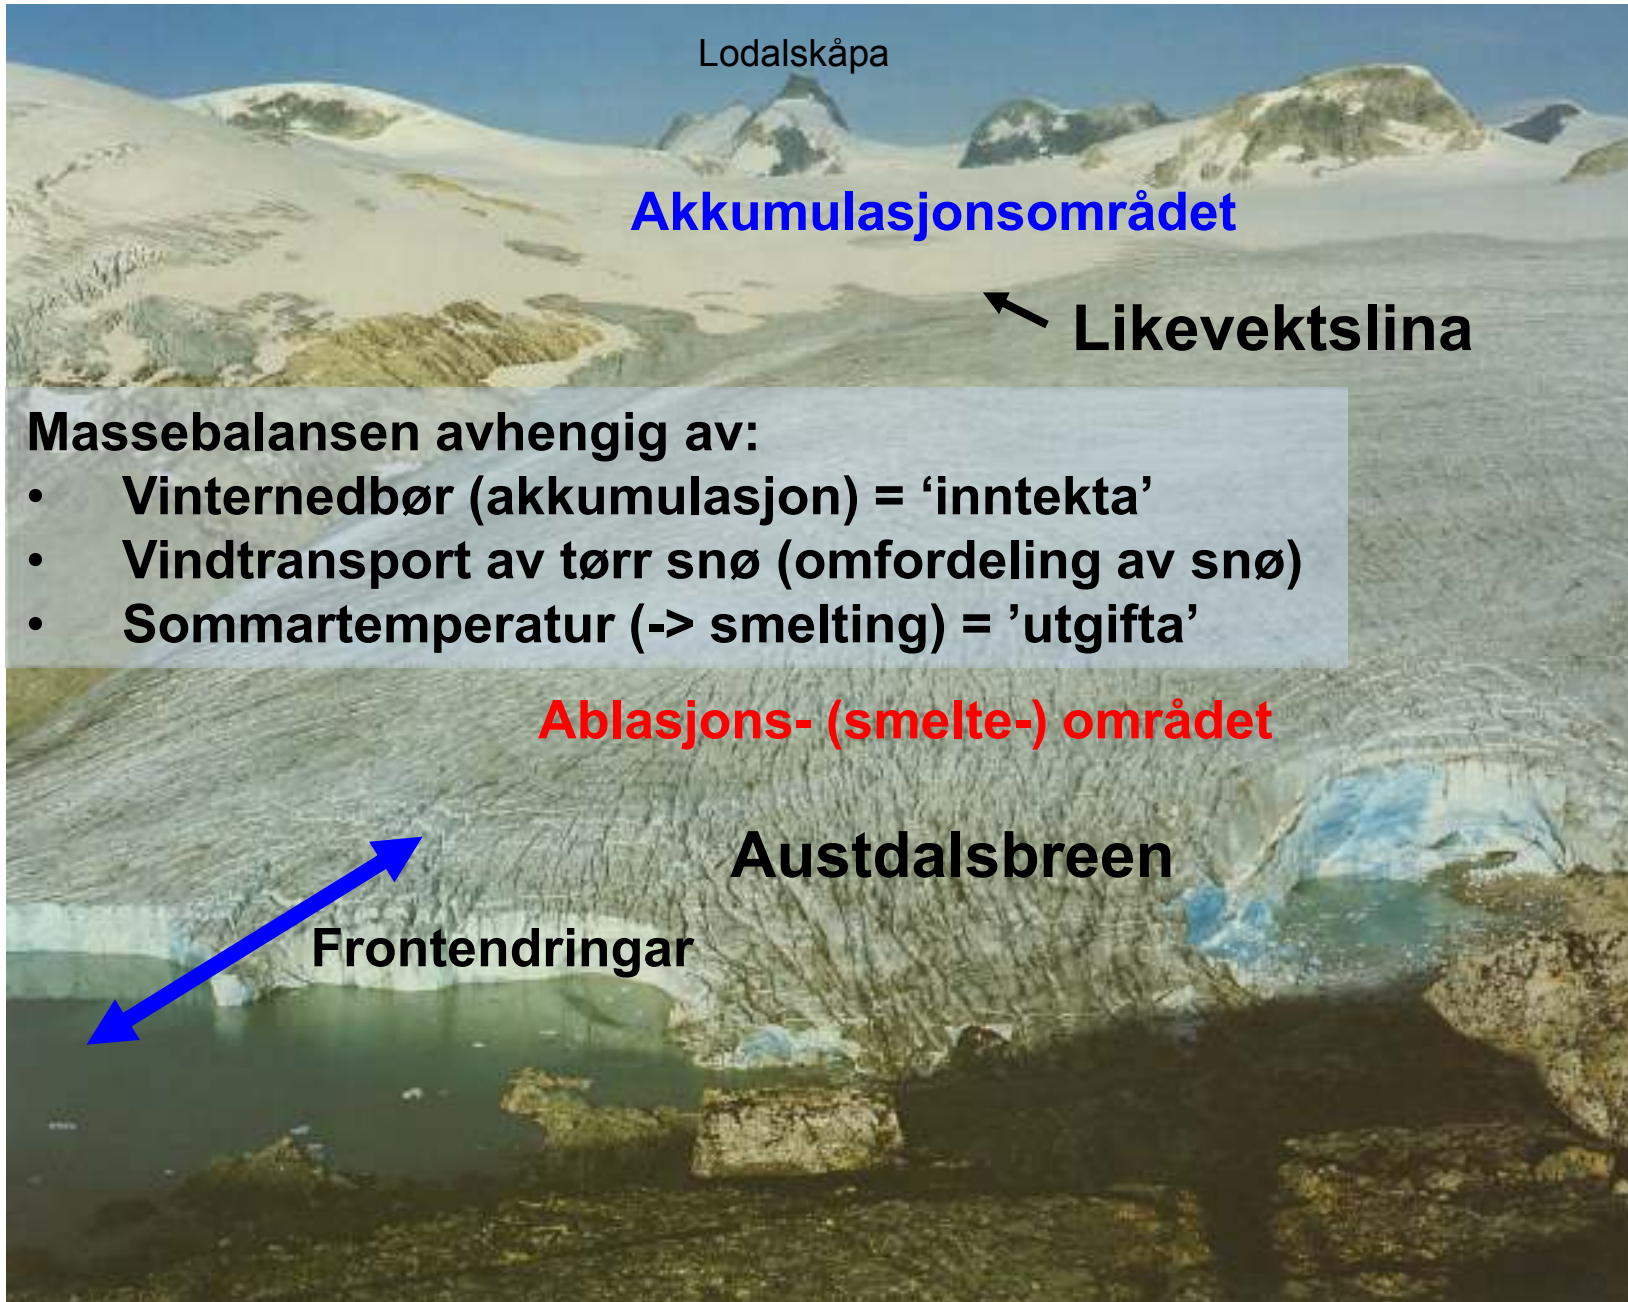 Lodalskåpa
Akkumulasjonsområdet
Likevektslina
Massebalansen avhengig av:
• Vinternedbør (akkumulasjon) = ‘inntekta’
• Vindtransport av tørr snø (omfordeling av snø)
• Sommartemperatur (-> smelting) = ’utgifta’
Ablasjons- (smelte-) området
Austdalsbreen
Frontendringar